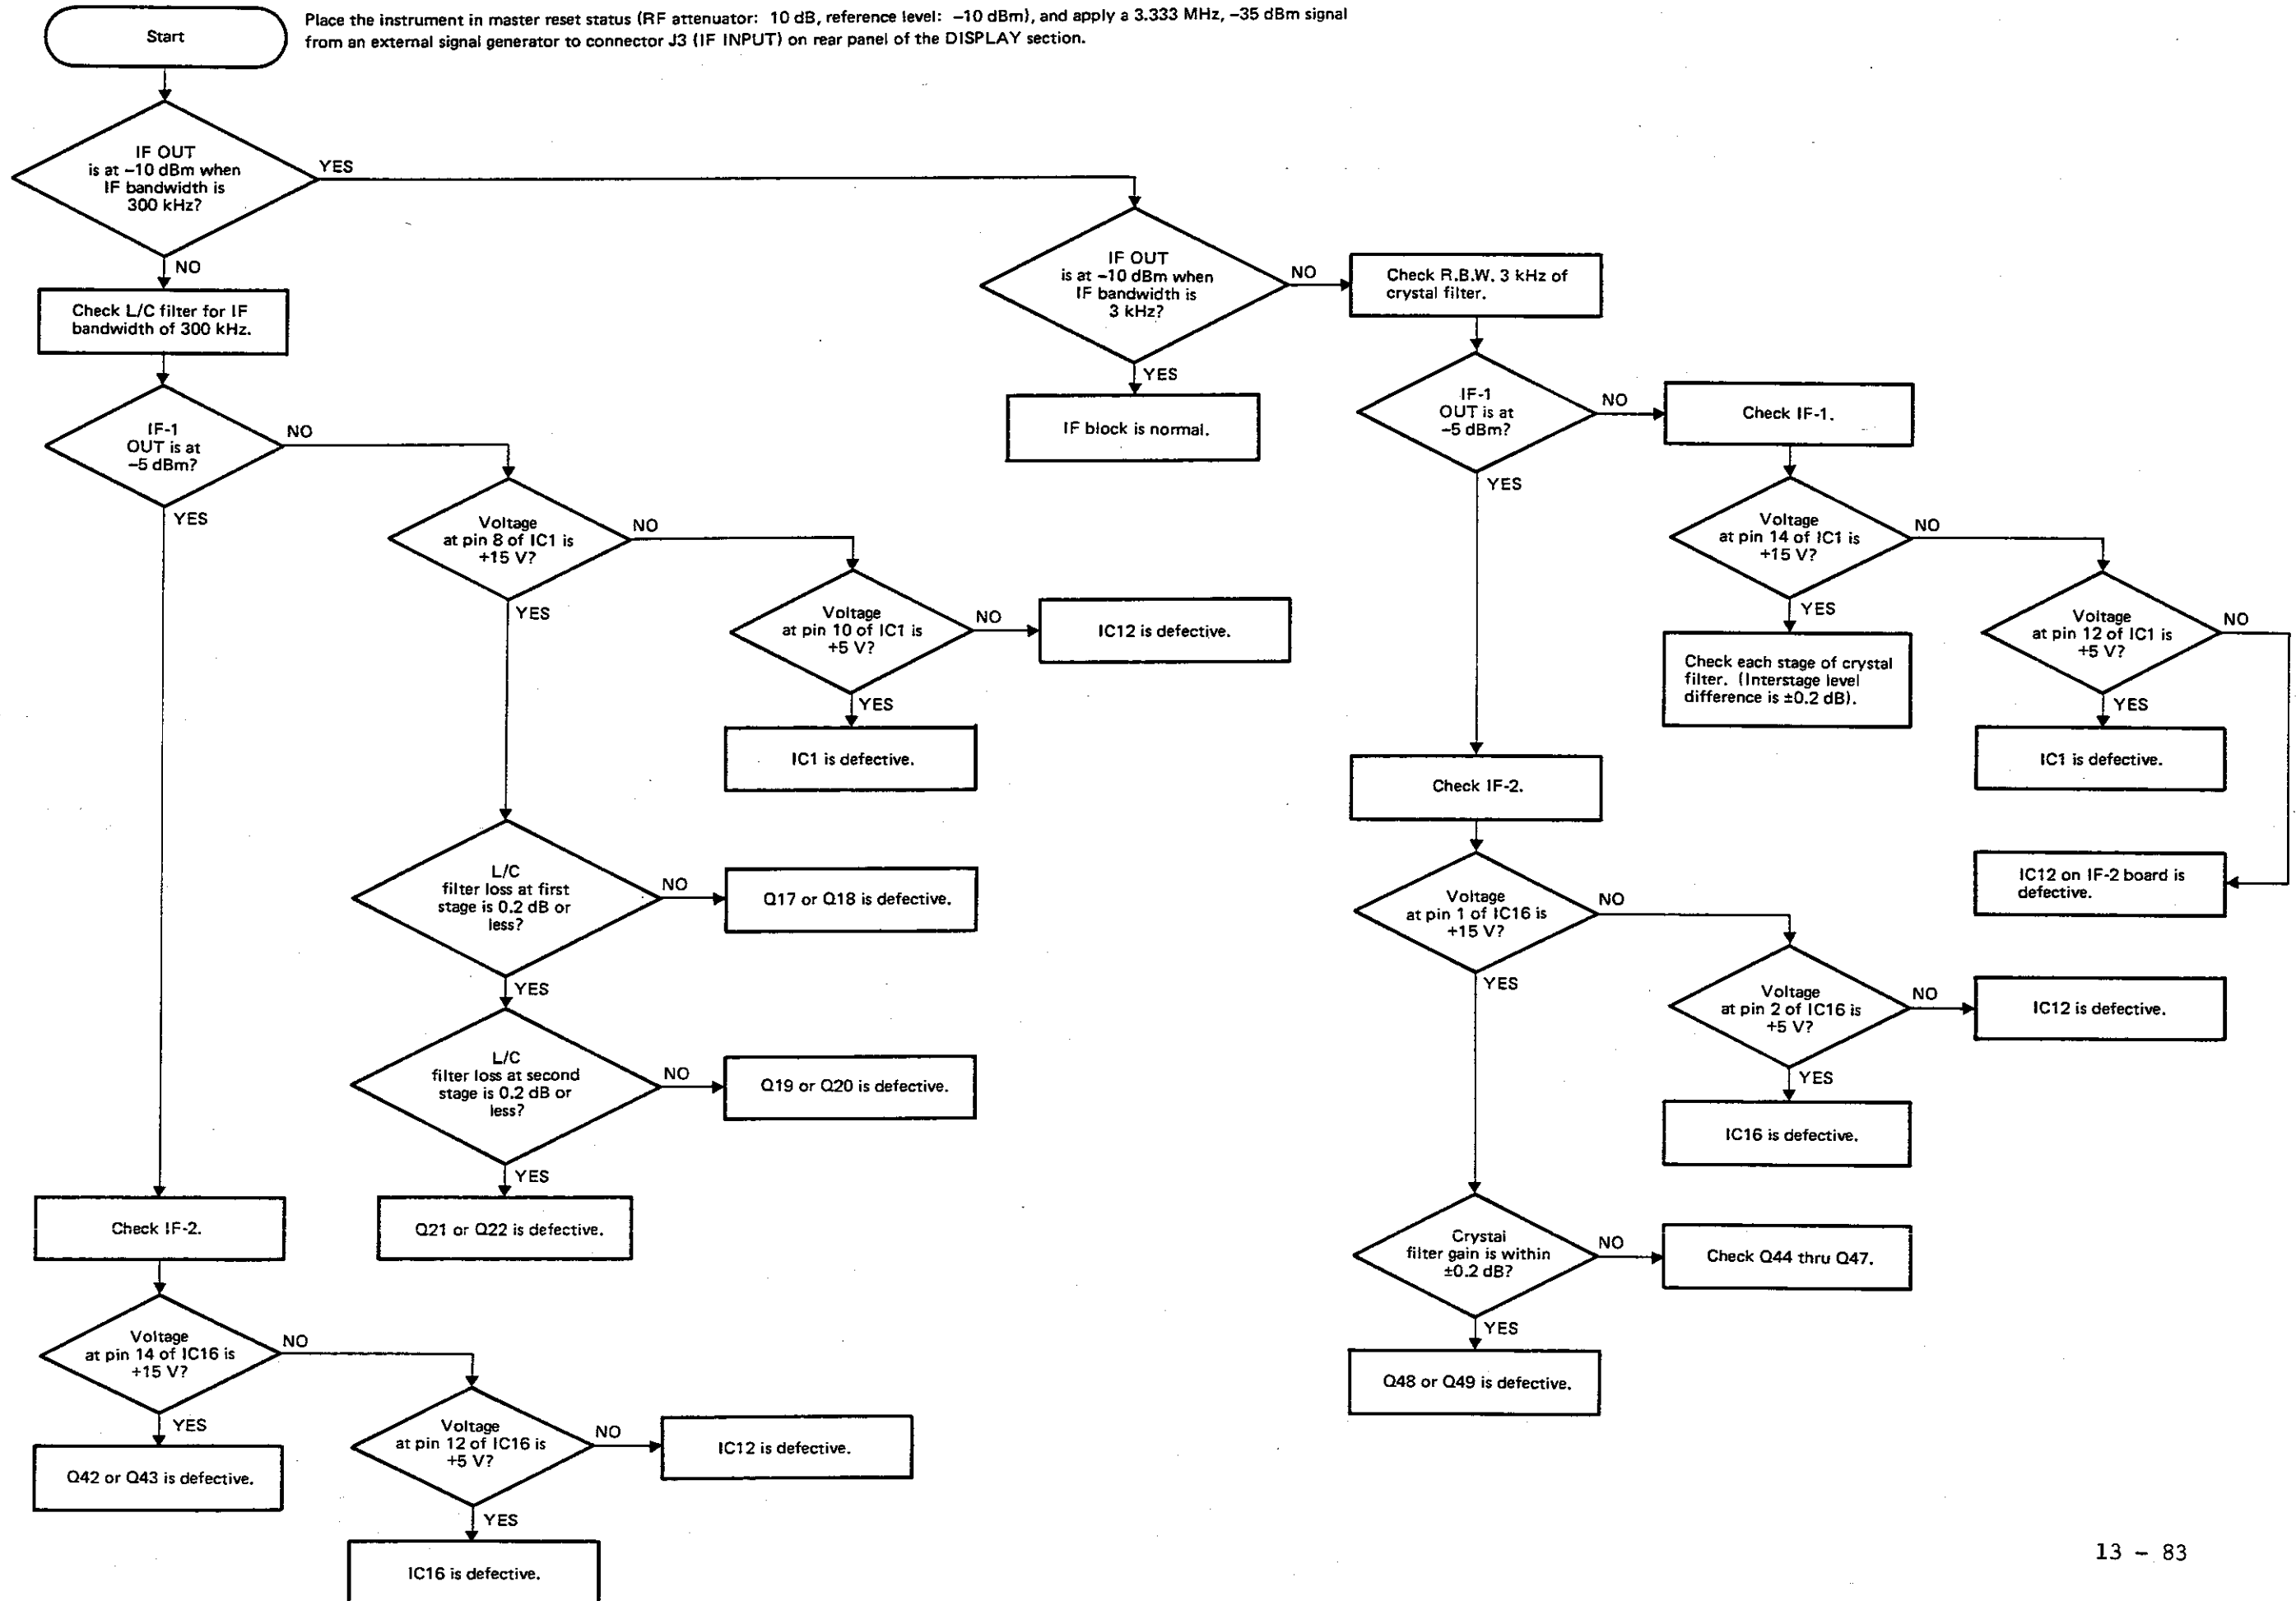 Start
Place the instrument in master reset status (RF attenuator: 10 dB, reference level: −10 dBm), and apply a 3.333 MHz, −35 dBm signal
from an external signal generator to connector J3 (IF INPUT) on rear panel of the DISPLAY section.
IF OUT
is at −10 dBm when
IF bandwidth is
300 kHz?
YES
NO
Check L/C filter for IF
bandwidth of 300 kHz.
IF-1
OUT is at
−5 dBm?
NO
YES
Voltage
at pin 8 of IC1 is
+15 V?
NO
YES
Voltage
at pin 10 of IC1 is
+5 V?
NO
IC12 is defective.
YES
IC1 is defective.
L/C
filter loss at first
stage is 0.2 dB or
less?
NO
Q17 or Q18 is defective.
YES
L/C
filter loss at second
stage is 0.2 dB or
less?
NO
Q19 or Q20 is defective.
YES
Q21 or Q22 is defective.
Check IF-2.
Voltage
at pin 14 of IC16 is
+15 V?
NO
YES
Q42 or Q43 is defective.
Voltage
at pin 12 of IC16 is
+5 V?
NO
IC12 is defective.
YES
IC16 is defective.
IF OUT
is at −10 dBm when
IF bandwidth is
3 kHz?
NO
YES
IF block is normal.
Check R.B.W. 3 kHz of
crystal filter.
IF-1
OUT is at
−5 dBm?
NO
YES
Check IF-1.
Voltage
at pin 14 of IC1 is
+15 V?
NO
YES
Check each stage of crystal
filter. (Interstage level
difference is ±0.2 dB).
Voltage
at pin 12 of IC1 is
+5 V?
NO
YES
IC1 is defective.
IC12 on IF-2 board is
defective.
Check IF-2.
Voltage
at pin 1 of IC16 is
+15 V?
NO
YES
Voltage
at pin 2 of IC16 is
+5 V?
NO
IC12 is defective.
YES
IC16 is defective.
Crystal
filter gain is within
±0.2 dB?
NO
Check Q44 thru Q47.
YES
Q48 or Q49 is defective.
13 − 83